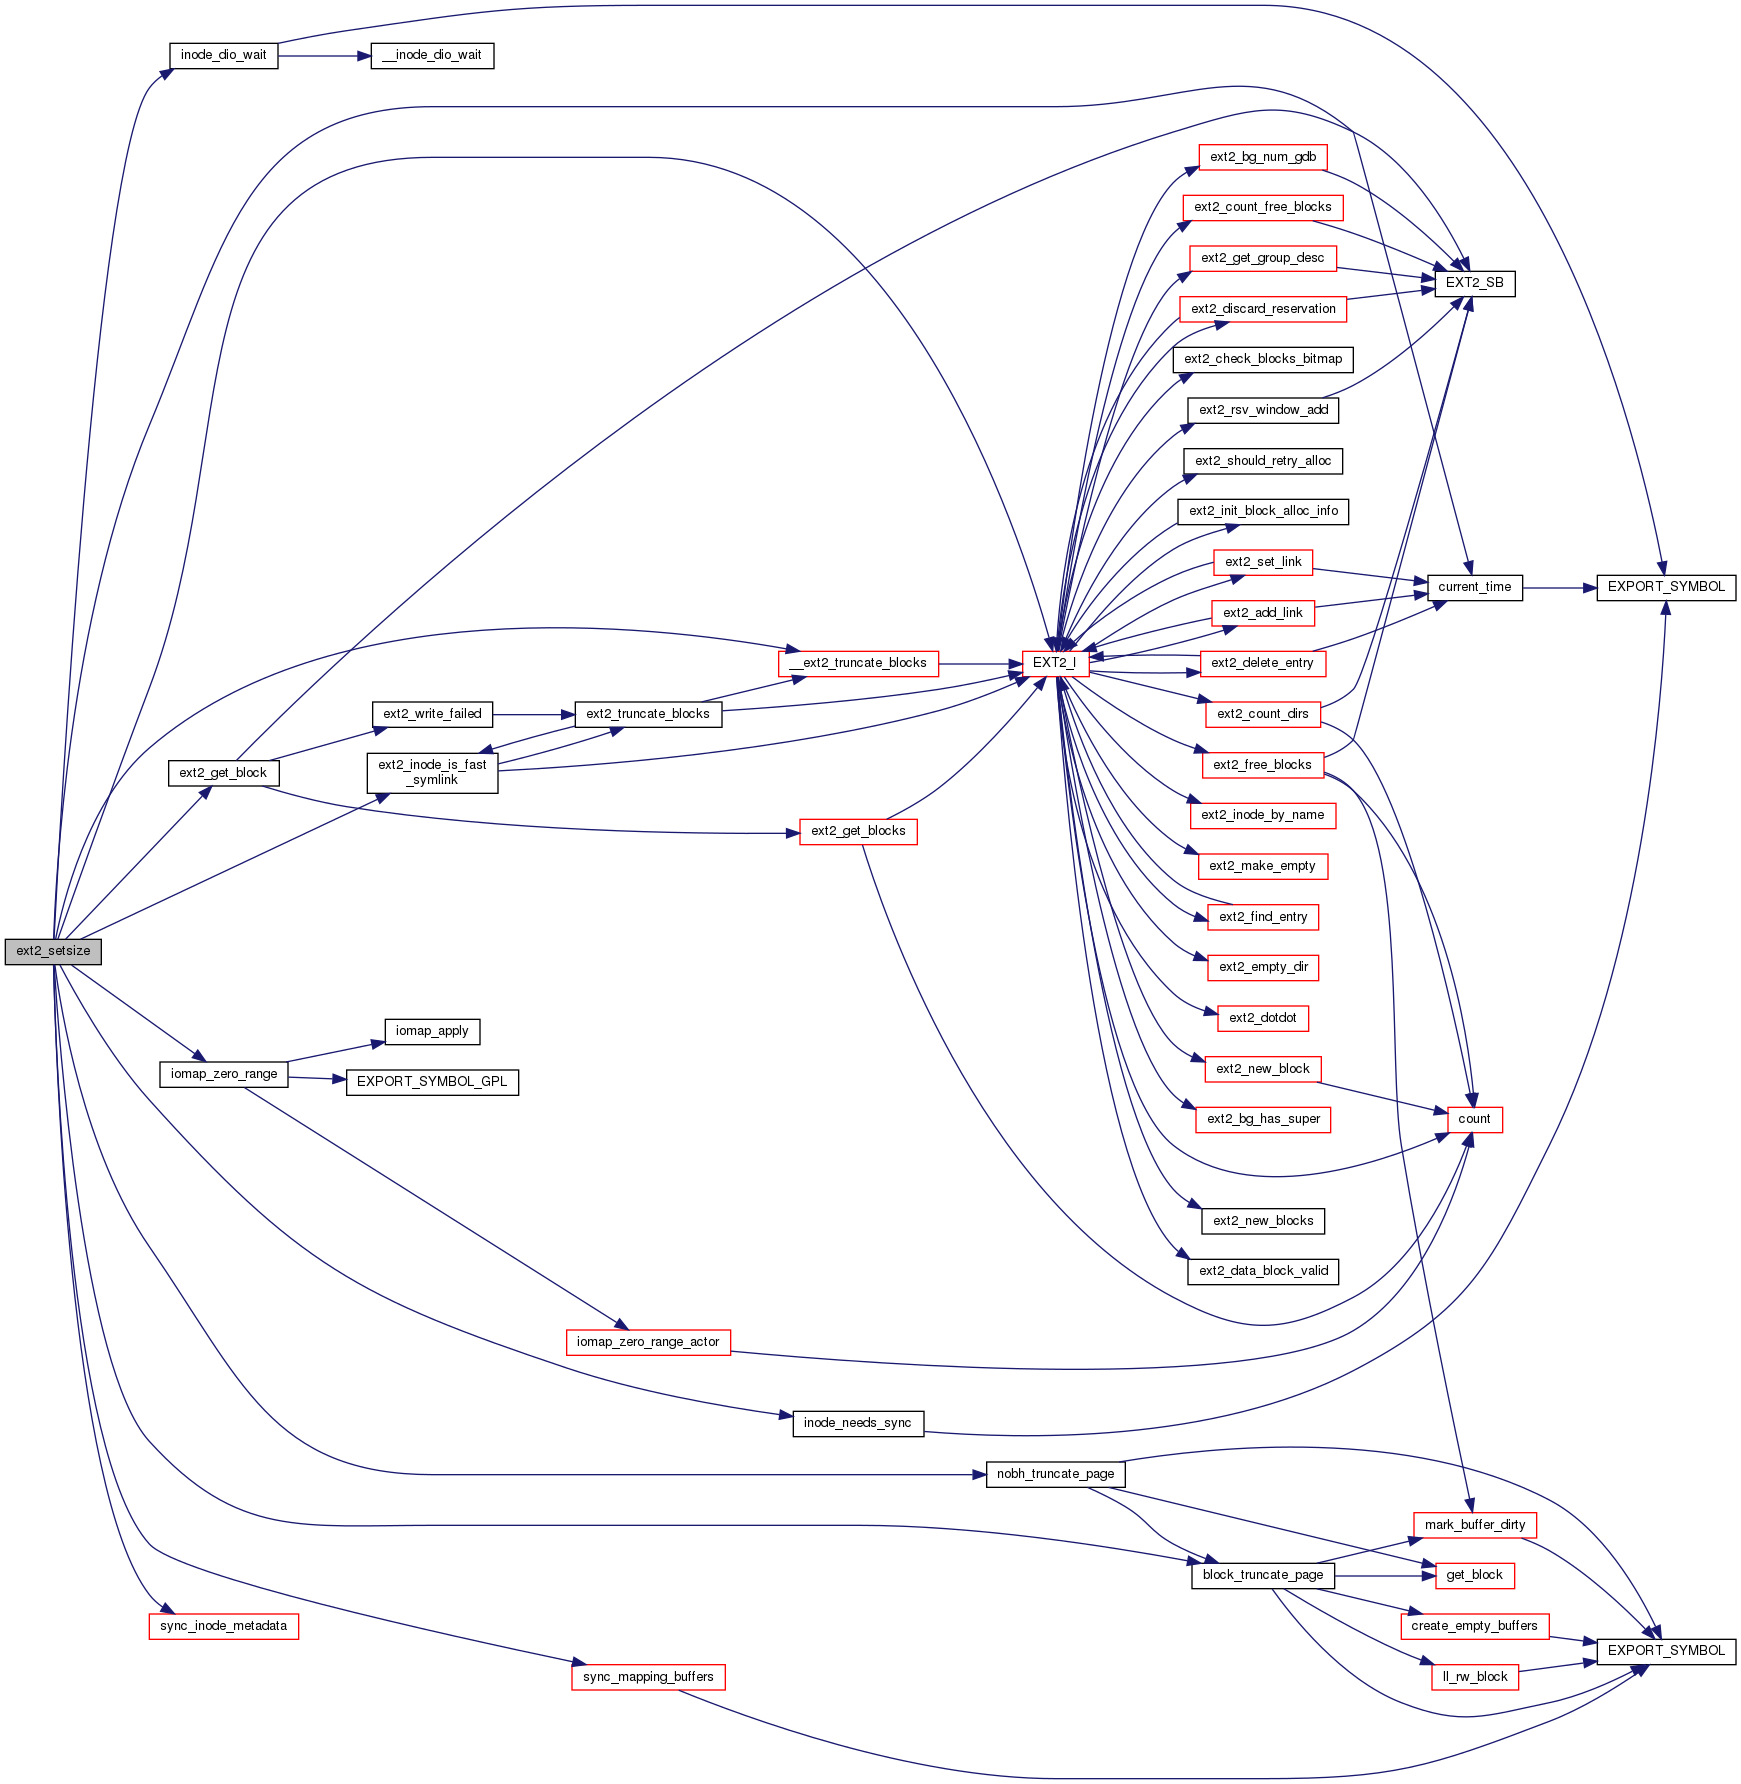 inode_dio_wait
__inode_dio_wait
ext2_bg_num_gdb
ext2_count_free_blocks
ext2_get_group_desc
EXT2_SB
ext2_discard_reservation
ext2_check_blocks_bitmap
ext2_rsv_window_add
ext2_should_retry_alloc
ext2_init_block_alloc_info
ext2_set_link
current_time
EXPORT_SYMBOL
ext2_add_link
__ext2_truncate_blocks
EXT2_I
ext2_delete_entry
ext2_write_failed
ext2_truncate_blocks
ext2_count_dirs
ext2_get_block
ext2_inode_is_fast
_symlink
ext2_free_blocks
ext2_inode_by_name
ext2_get_blocks
ext2_make_empty
ext2_find_entry
ext2_setsize
ext2_empty_dir
ext2_dotdot
iomap_apply
iomap_zero_range
EXPORT_SYMBOL_GPL
ext2_new_block
ext2_bg_has_super
count
ext2_new_blocks
ext2_data_block_valid
iomap_zero_range_actor
inode_needs_sync
nobh_truncate_page
mark_buffer_dirty
block_truncate_page
get_block
sync_inode_metadata
create_empty_buffers
EXPORT_SYMBOL
sync_mapping_buffers
ll_rw_block